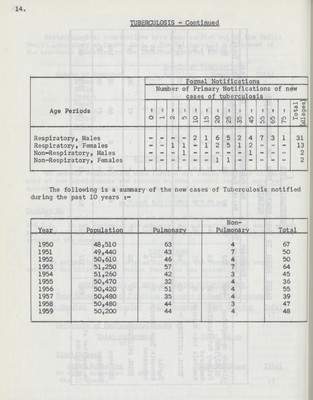 14.
TUBERCULOSIS - Continued
Formal Notifications
Number of Primary Notifications of new
cases of tuberculosis
Age Periods 0 - 1 - 2 - 5 - 10 - 15 - 20 - 25 - 35 - 45 - 55 - 65 - 75 - Total
Respiratory, Males - - - - 2 1 6 5 2 4 7 3 1 31
Respiratory, Females - - 1 1 - 1 2 5 1 2 - - - 13
Non-Respiratory, Males - - - 1 - - - - - 1 - - 2
Non-Respiratory, Females - - - - - - 1 1 - - - - 2
The following is a summary of the new cases of Tuberculosis notified
during the past 10 years :-
Non-
Year Population Pulmonary Pulmonary Total
1950 48,510 63 4 67
1951 49,440 43 7 50
1952 50,610 46 4 50
1953 51,250 57 7 64
1954 51,260 42 3 45
1955 50,470 32 4 36
1956 50,420 51 4 55
1957 50,480 35 4 39
1958 50,480 44 3 47
1959 50,200 44 4 48